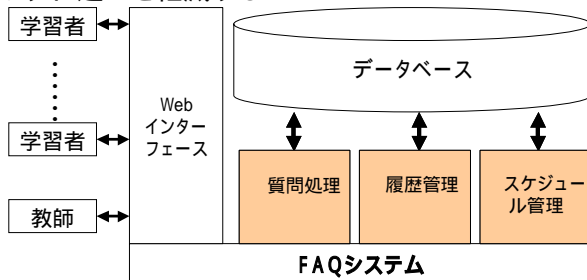 学習者
学習者
教師
Web
インター
フェース
データベース
質問処理
履歴管理
スケジュー
ル管理
FAQシステム